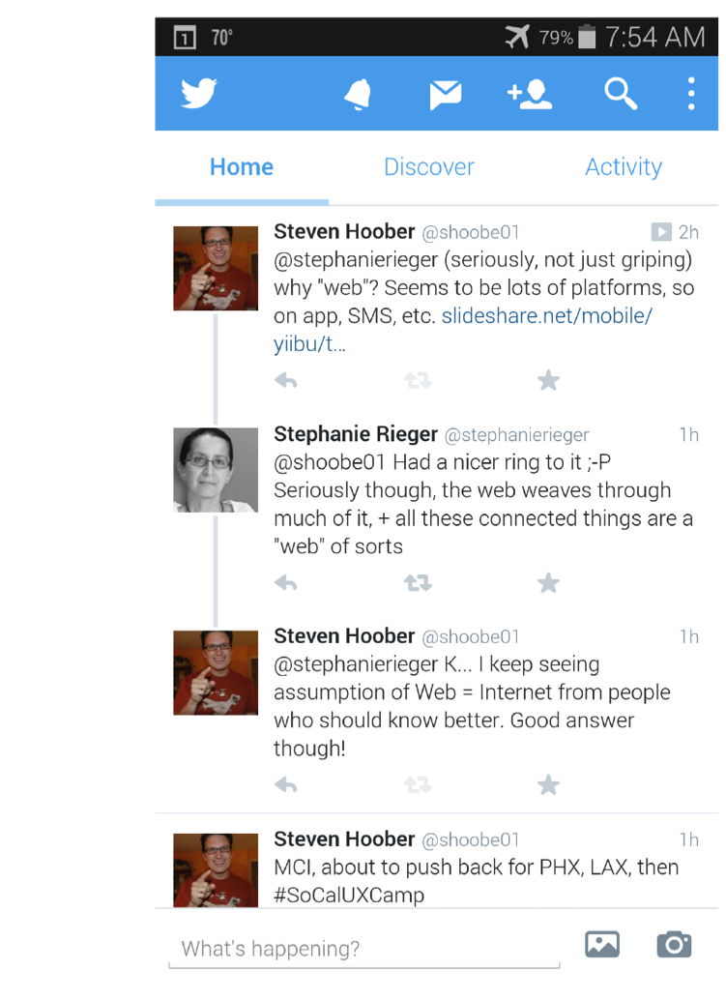 1 70° 79% 7:54 AM
Home Discover Activity
Steven Hoober @shoobe01 2h
@stephanierieger (seriously, not just griping)
why "web"? Seems to be lots of platforms, so
on app, SMS, etc. slideshare.net/mobile/
yiibu/t...
Stephanie Rieger @stephanierieger 1h
@shoobe01 Had a nicer ring to it ;-P
Seriously though, the web weaves through
much of it, + all these connected things are a
"web" of sorts
Steven Hoober @shoobe01 1h
@stephanierieger K... I keep seeing
assumption of Web = Internet from people
who should know better. Good answer
though!
Steven Hoober @shoobe01 1h
MCI, about to push back for PHX, LAX, then
#SoCalUXCamp
What's happening?